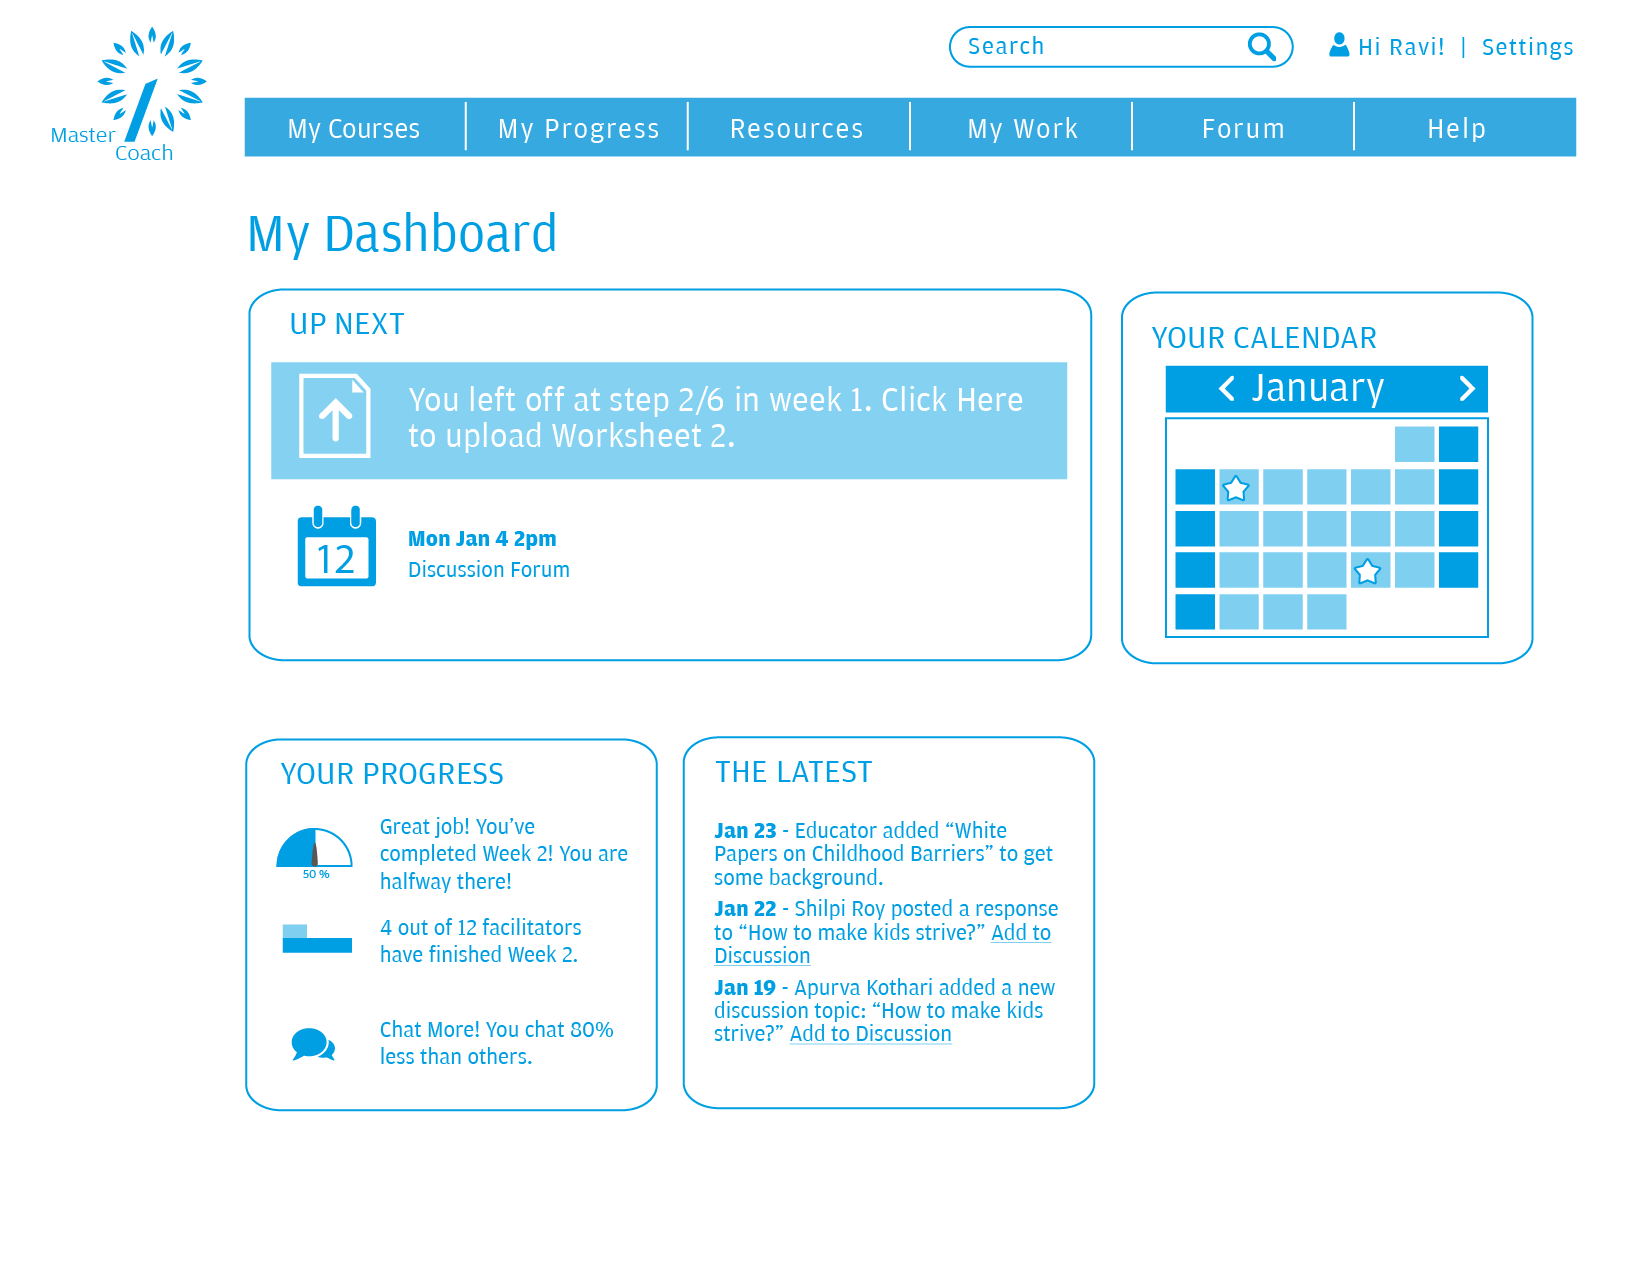 Master
Coach
Search
Hi Ravi! | Settings
My Courses
My Progress
Resources
My Work
Forum
Help
My Dashboard
UP NEXT
You left off at step 2/6 in week 1. Click Here
to upload Worksheet 2.
12
Mon Jan 4 2pm
Discussion Forum
YOUR CALENDAR
January
YOUR PROGRESS
50 %
Great job! You’ve
completed Week 2! You are
halfway there!
4 out of 12 facilitators
have finished Week 2.
Chat More! You chat 80%
less than others.
THE LATEST
Jan 23 - Educator added “White
Papers on Childhood Barriers” to get
some background.
Jan 22 - Shilpi Roy posted a response
to “How to make kids strive?” Add to
Discussion
Jan 19 - Apurva Kothari added a new
discussion topic: “How to make kids
strive?” Add to Discussion